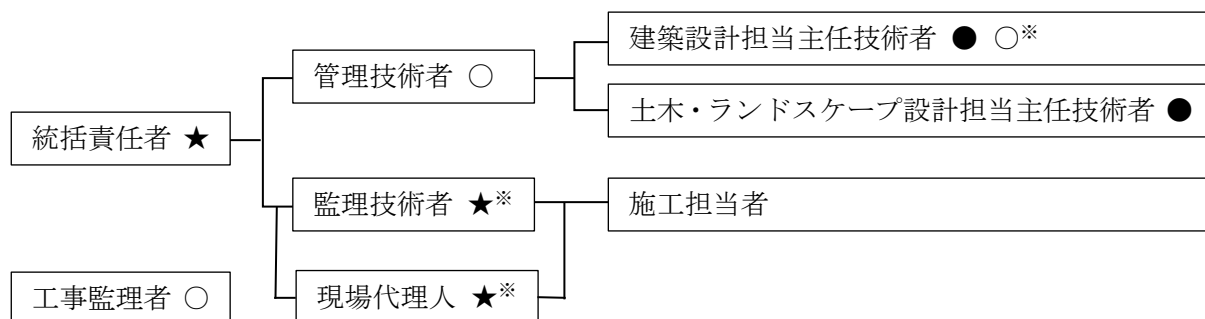 建築設計担当主任技術者 ● ○※
管理技術者 ○
土木・ランドスケープ設計担当主任技術者 ●
統括責任者 ★
監理技術者 ★※
施工担当者
工事監理者 ○
現場代理人 ★※